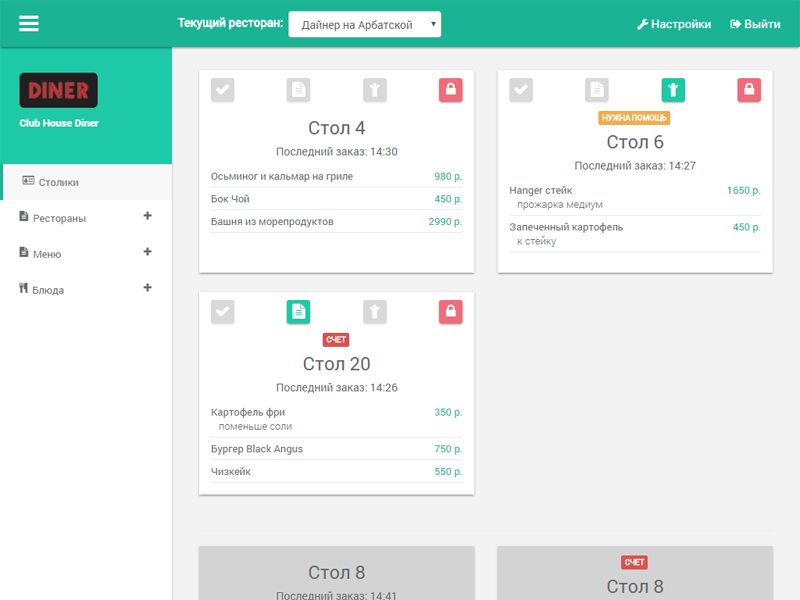 Текущий ресторан: Дайнер на Арбатской Настройки Выйти
DINER
Club House Diner
Столики
Рестораны
Меню
Блюда
Стол 4
Последний заказ: 14:30
Осьминог и кальмар на гриле 980 р.
Бок Чой 450 р.
Башня из морепродуктов 2990 р.
НУЖНА ПОМОЩЬ
Стол 6
Последний заказ: 14:27
Hanger стейк 1650 р.
прожарка медиум
Запеченный картофель 450 р.
к стейку
СЧЕТ
Стол 20
Последний заказ: 14:26
Картофель фри 350 р.
поменьше соли
Бургер Black Angus 750 р.
Чизкейк 550 р.
Стол 8
Последний заказ: 14:41
СЧЕТ
Стол 8